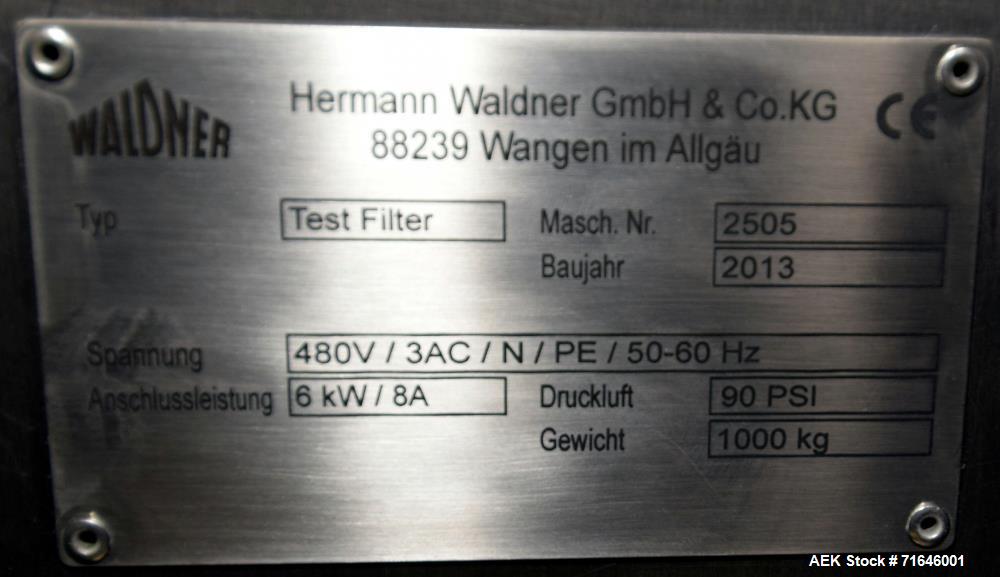 WALDNER
Hermann Waldner GmbH & Co.KG
88239 Wangen im Allgäu
CE
Typ Test Filter Masch. Nr. 2505
Baujahr 2013
Spannung 480V / 3AC / N / PE / 50-60 Hz
Anschlussleistung 6 kW / 8A Druckluft 90 PSI
Gewicht 1000 kg
AEK Stock # 71646001